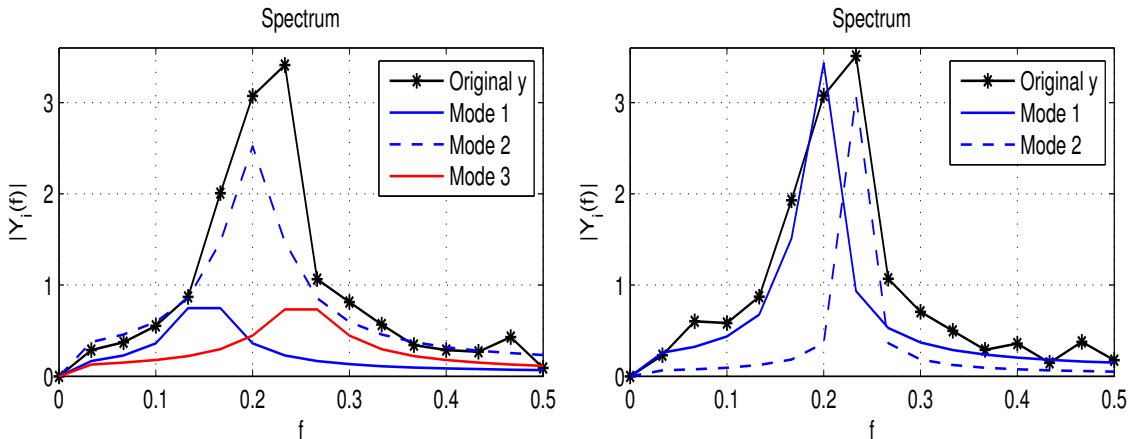 Spectrum
|Y_i(f)|
3
2
1
0
Original y
Mode 1
Mode 2
Mode 3
0 0.1 0.2 0.3 0.4 0.5
f
Spectrum
|Y_i(f)|
3
2
1
0
Original y
Mode 1
Mode 2
0 0.1 0.2 0.3 0.4 0.5
f